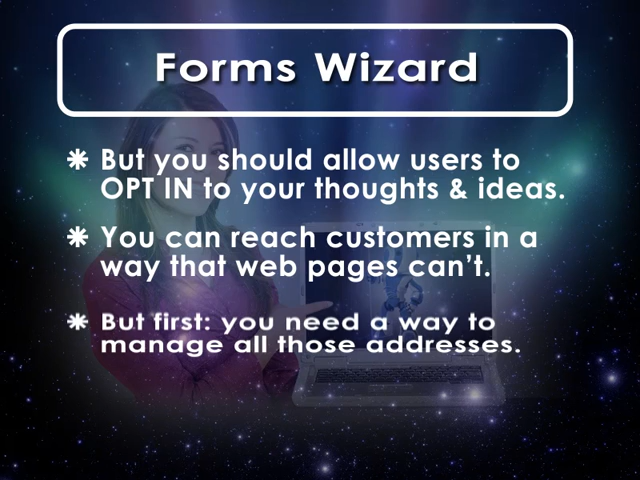 Forms Wizard
But you should allow users to
OPT IN to your thoughts & ideas.
You can reach customers in a
way that web pages can't.
But first: you need a way to
manage all those addresses.